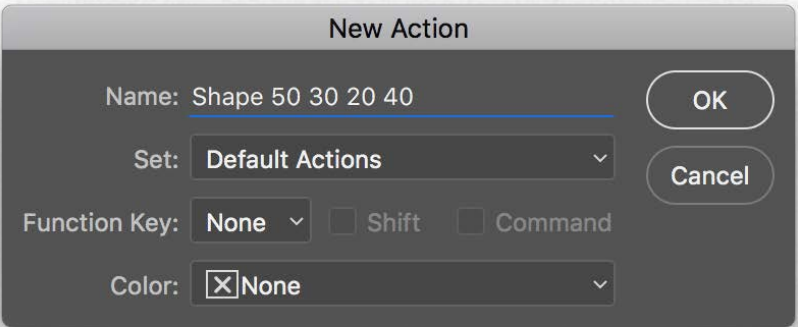 New Action
Name: Shape 50 30 20 40
OK
Set: Default Actions
Cancel
Function Key: None Shift Command
Color: None